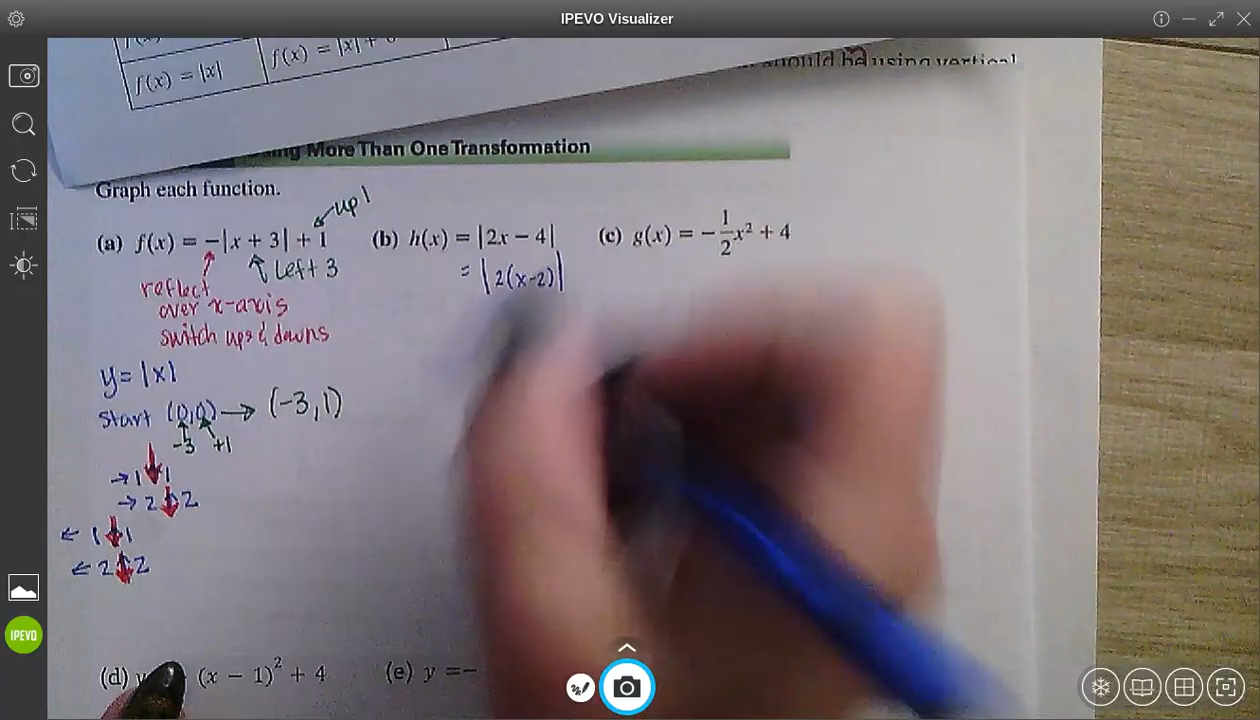 IPEVO Visualizer
f(x) = |x|
f(x) = |x| +
should be using vertical
More Than One Transformation
Graph each function.
up 1
(a) f(x) = −|x + 3| + 1
(b) h(x) = |2x − 4|
(c) g(x) = −1/2x² + 4
left 3
= |2(x-2)|
reflect
over x-axis
switch ups & downs
y= |x|
Start (0,0) → (-3,1)
-3 +1
→ 1 ↓ 1
→ 2 ↓ 2
← 1 ↓ 1
← 2 ↓ 2
(d) y (x − 1)² + 4
(e) y = −
IPEVO